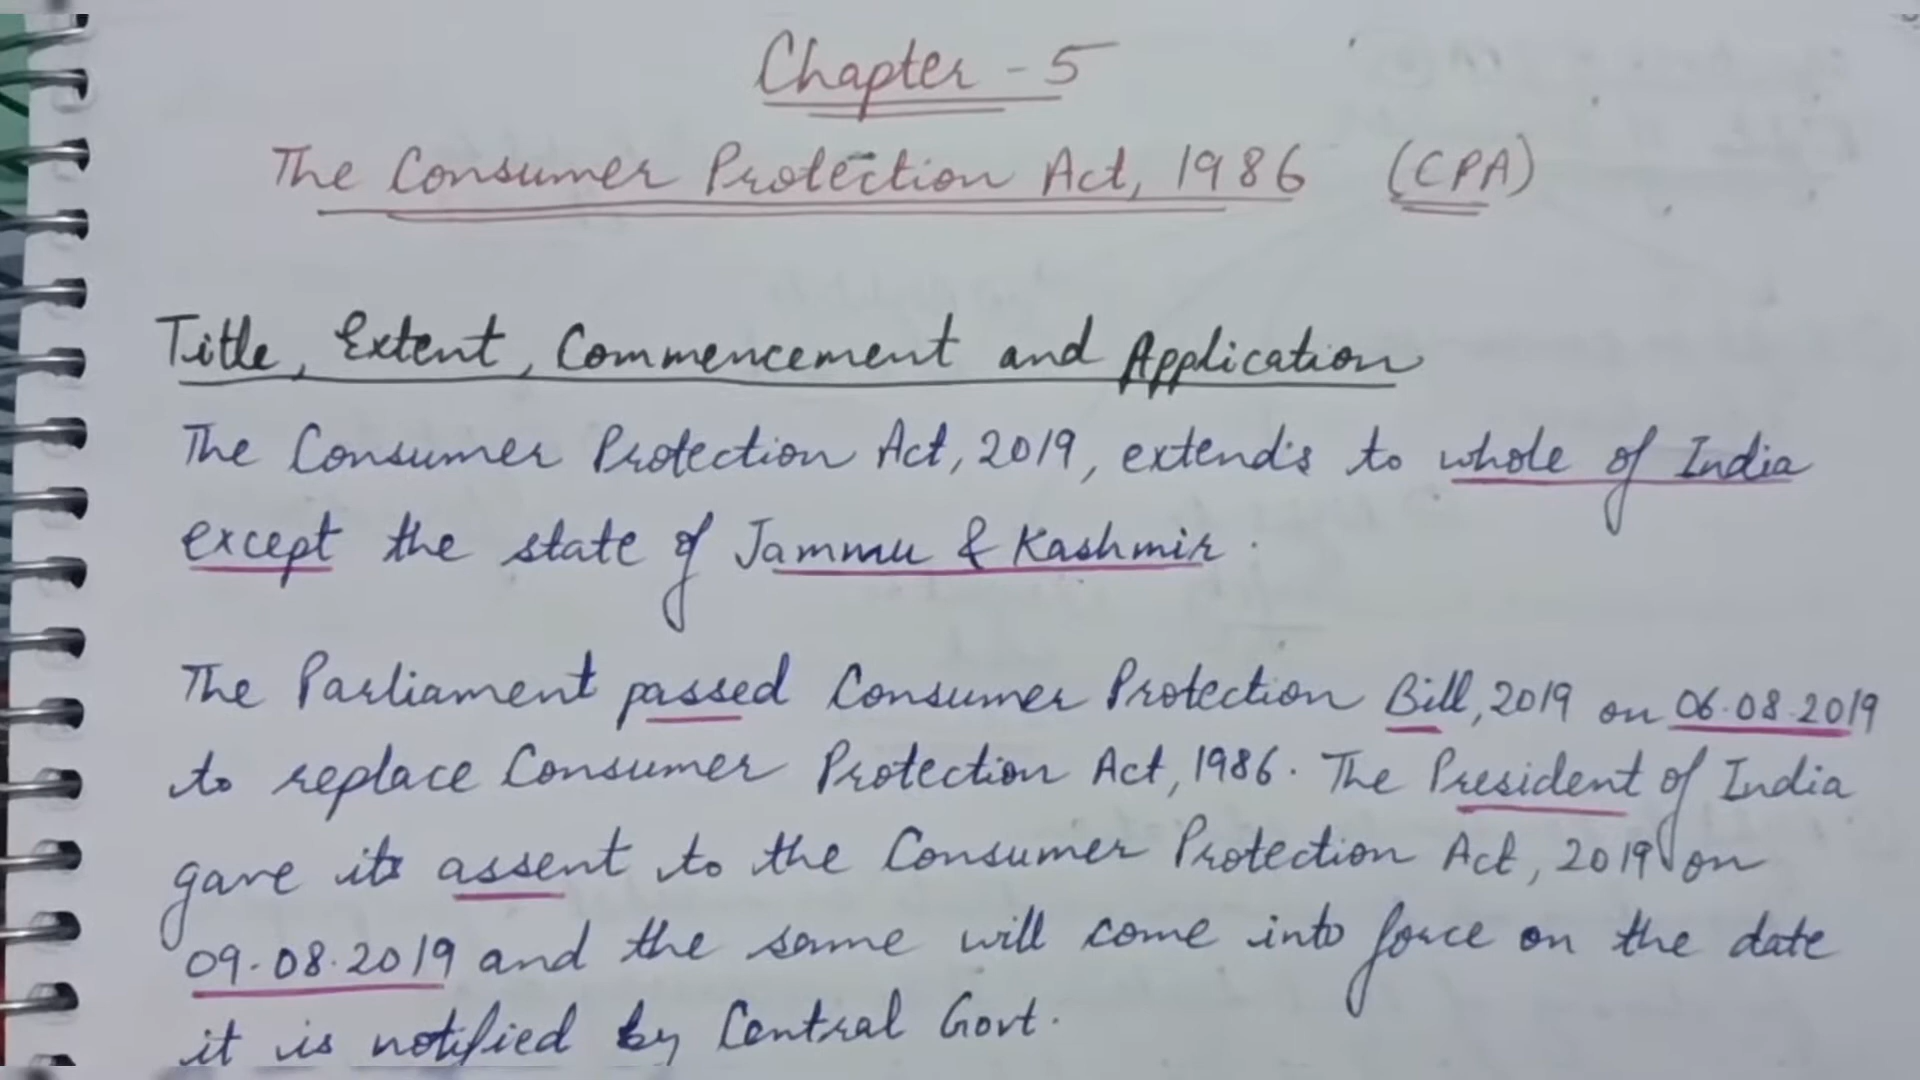 Chapter - 5
The Consumer Protection Act, 1986 (CPA)
Title, Extent, Commencement and Application
The Consumer Protection Act, 2019, extends to whole of India
except the state of Jammu & Kashmir.
The Parliament passed Consumer Protection Bill, 2019 on 06.08.2019
to replace Consumer Protection Act, 1986. The President of India
gave its assent to the Consumer Protection Act, 2019 on
09.08.2019 and the same will come into force on the date
it is notified by Central Govt.